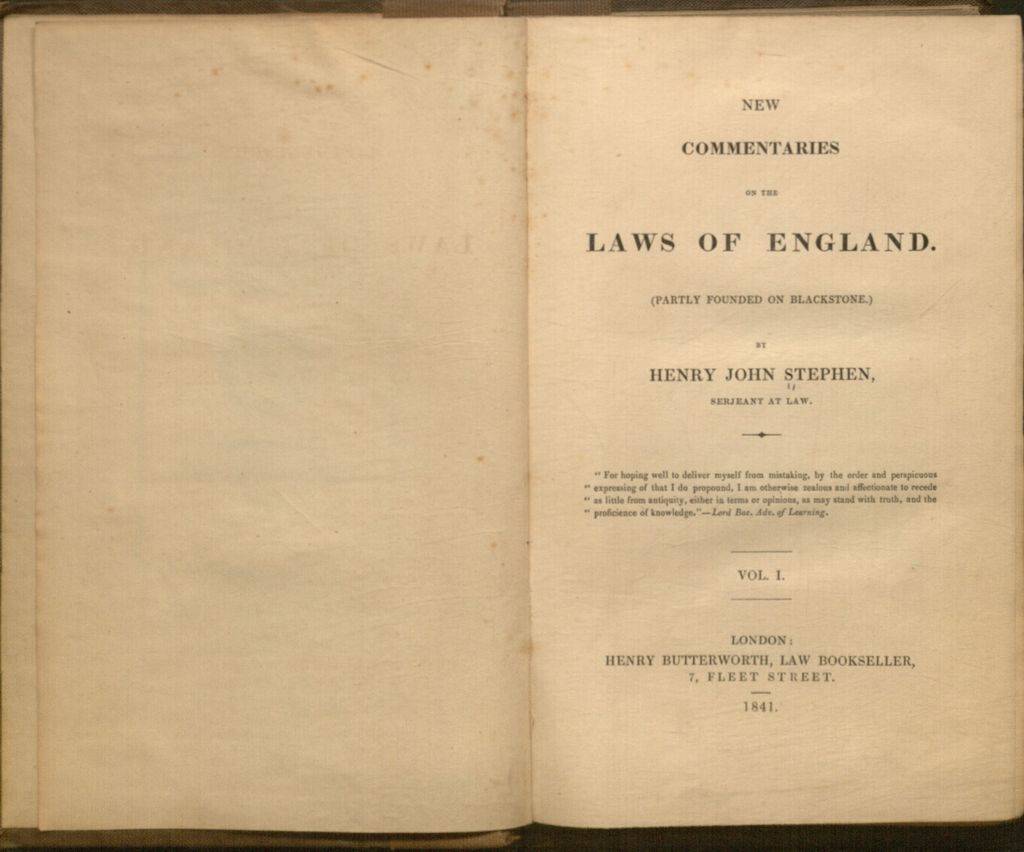 NEW
COMMENTARIES
ON THE
LAWS OF ENGLAND.
(PARTLY FOUNDED ON BLACKSTONE.)
BY
HENRY JOHN STEPHEN,
SERJEANT AT LAW.
" For hoping well to deliver myself from mistaking, by the order and perspicuous
" expressing of that I do propound, I am otherwise zealous and affectionate to recede
" as little from antiquity, either in terms or opinions, as may stand with truth, and the
" proficience of knowledge."—Lord Bac. Adv. of Learning.
VOL. I.
LONDON:
HENRY BUTTERWORTH, LAW BOOKSELLER,
7, FLEET STREET.
1841.